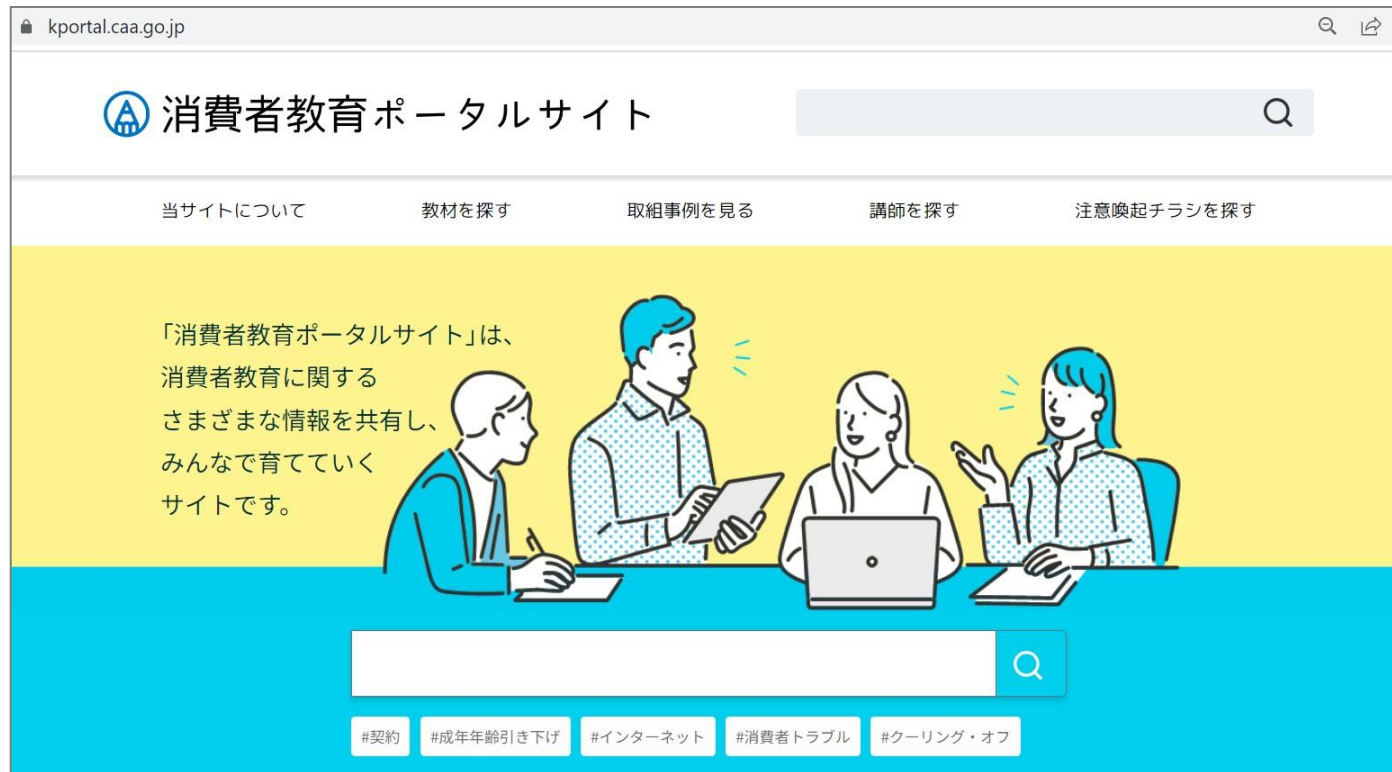 kportal.caa.go.jp
消費者教育ポータルサイト
当サイトについて 教材を探す 取組事例を見る 講師を探す 注意喚起チラシを探す
「消費者教育ポータルサイト」は、
消費者教育に関する
さまざまな情報を共有し、
みんなで育てていく
サイトです。
#契約 #成年年齢引き下げ #インターネット #消費者トラブル #クーリング・オフ